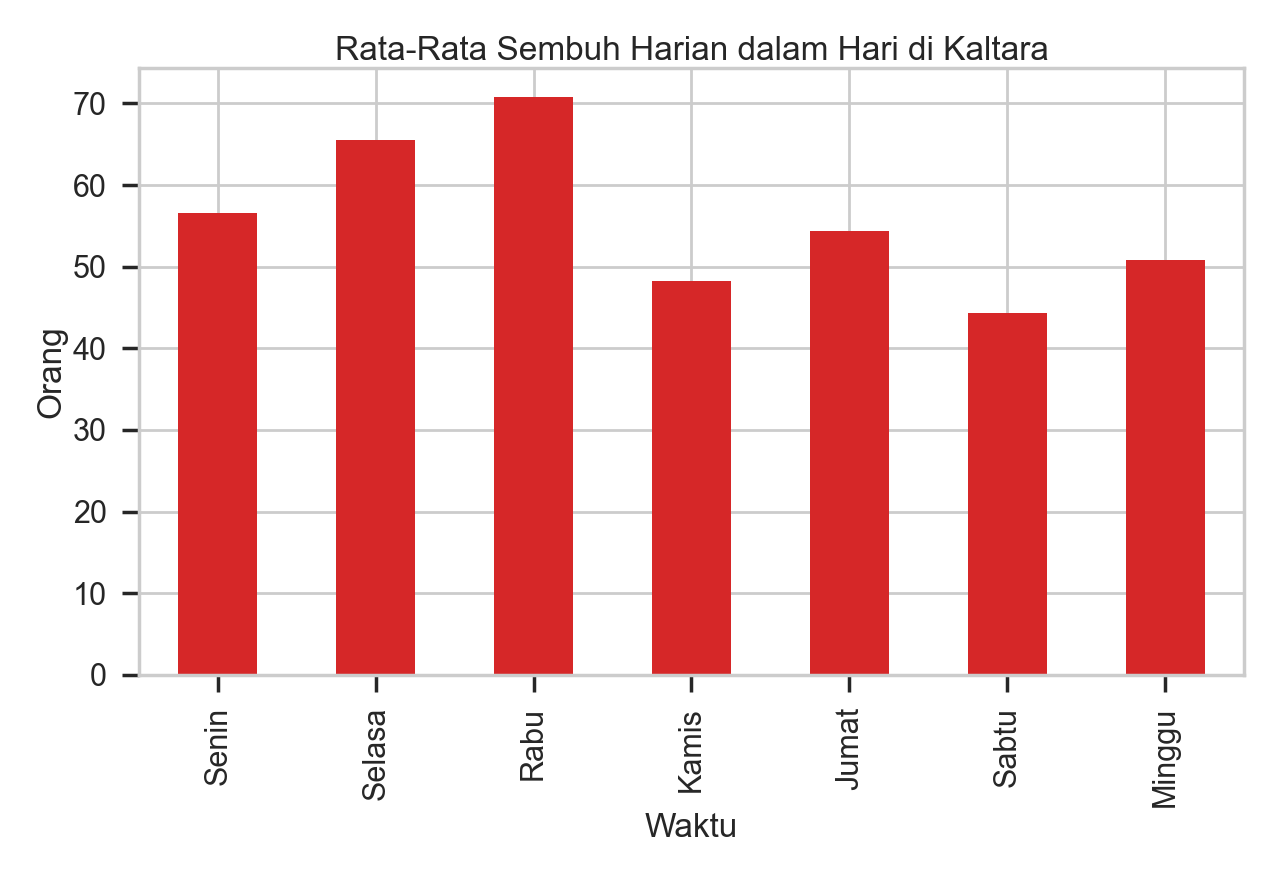 Rata-Rata Sembuh Harian dalam Hari di Kaltara
70
60
50
40
30
20
10
0
Orang
Senin
Selasa
Rabu
Kamis
Jumat
Sabtu
Minggu
Waktu